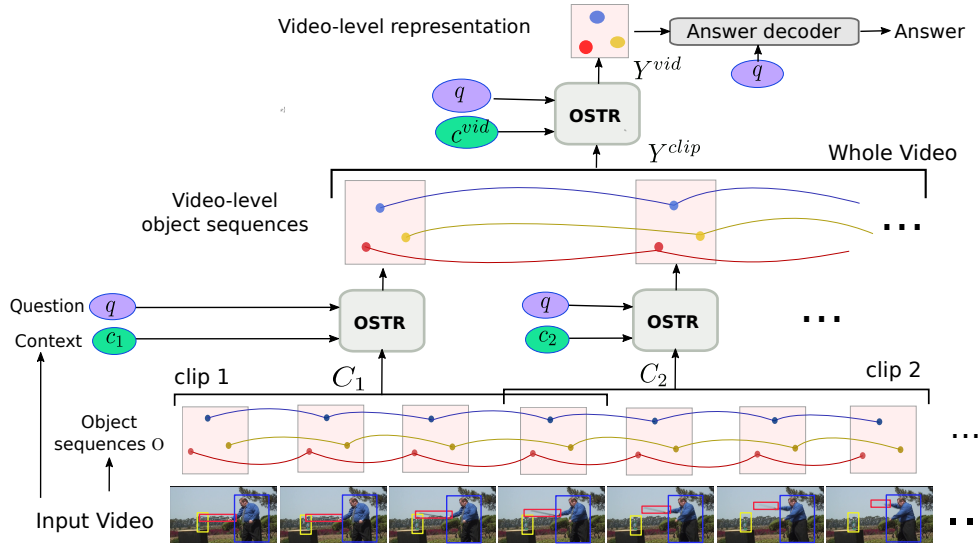 Video-level representation
Answer decoder
Answer
Y^{vid}
q
q
c^{vid}
OSTR
Y^{clip}
Whole Video
Video-level
object sequences
...
Question
q
Context
c_1
OSTR
q
c_2
OSTR
...
clip 1
C_1
C_2
clip 2
Object
sequences O
...
Input Video
...